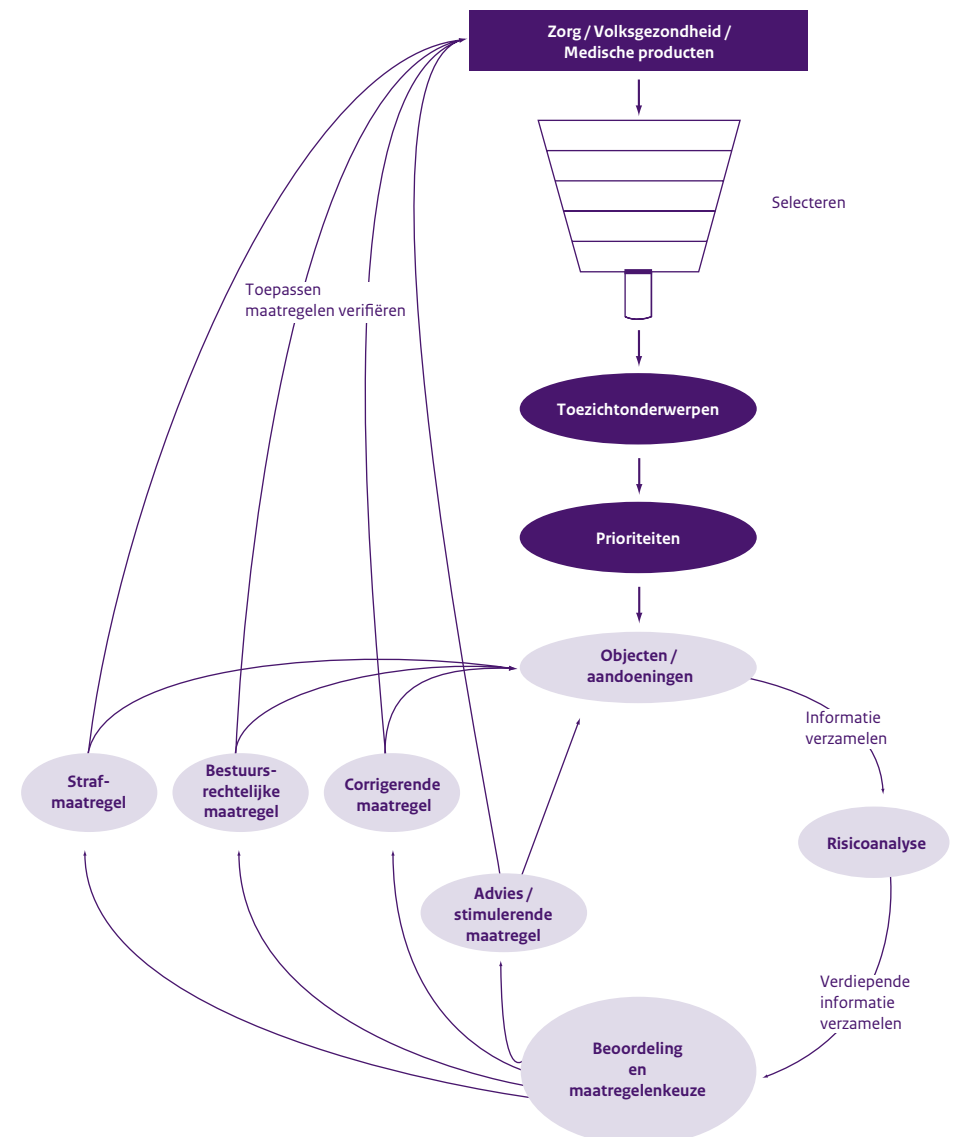 Zorg / Volksgezondheid /
Medische producten
Selecteren
Toepassen
maatregelen verifiëren
Toezichtonderwerpen
Prioriteiten
Objecten /
aandoeningen
Informatie
verzamelen
Straf-
maatregel
Bestuurs-
rechtelijke
maatregel
Corrigerende
maatregel
Risicoanalyse
Advies /
stimulerende
maatregel
Verdiepende
informatie
verzamelen
Beoordeling
en
maatregelenkeuze